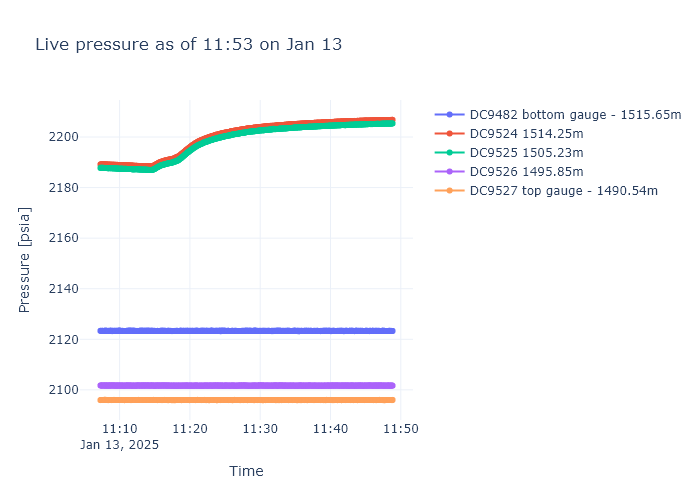 Live pressure as of 11:53 on Jan 13
DC9482 bottom gauge - 1515.65m
DC9524 1514.25m
DC9525 1505.23m
DC9526 1495.85m
DC9527 top gauge - 1490.54m
Pressure [psia]
2200
2180
2160
2140
2120
2100
11:10
11:20
11:30
11:40
11:50
Jan 13, 2025
Time